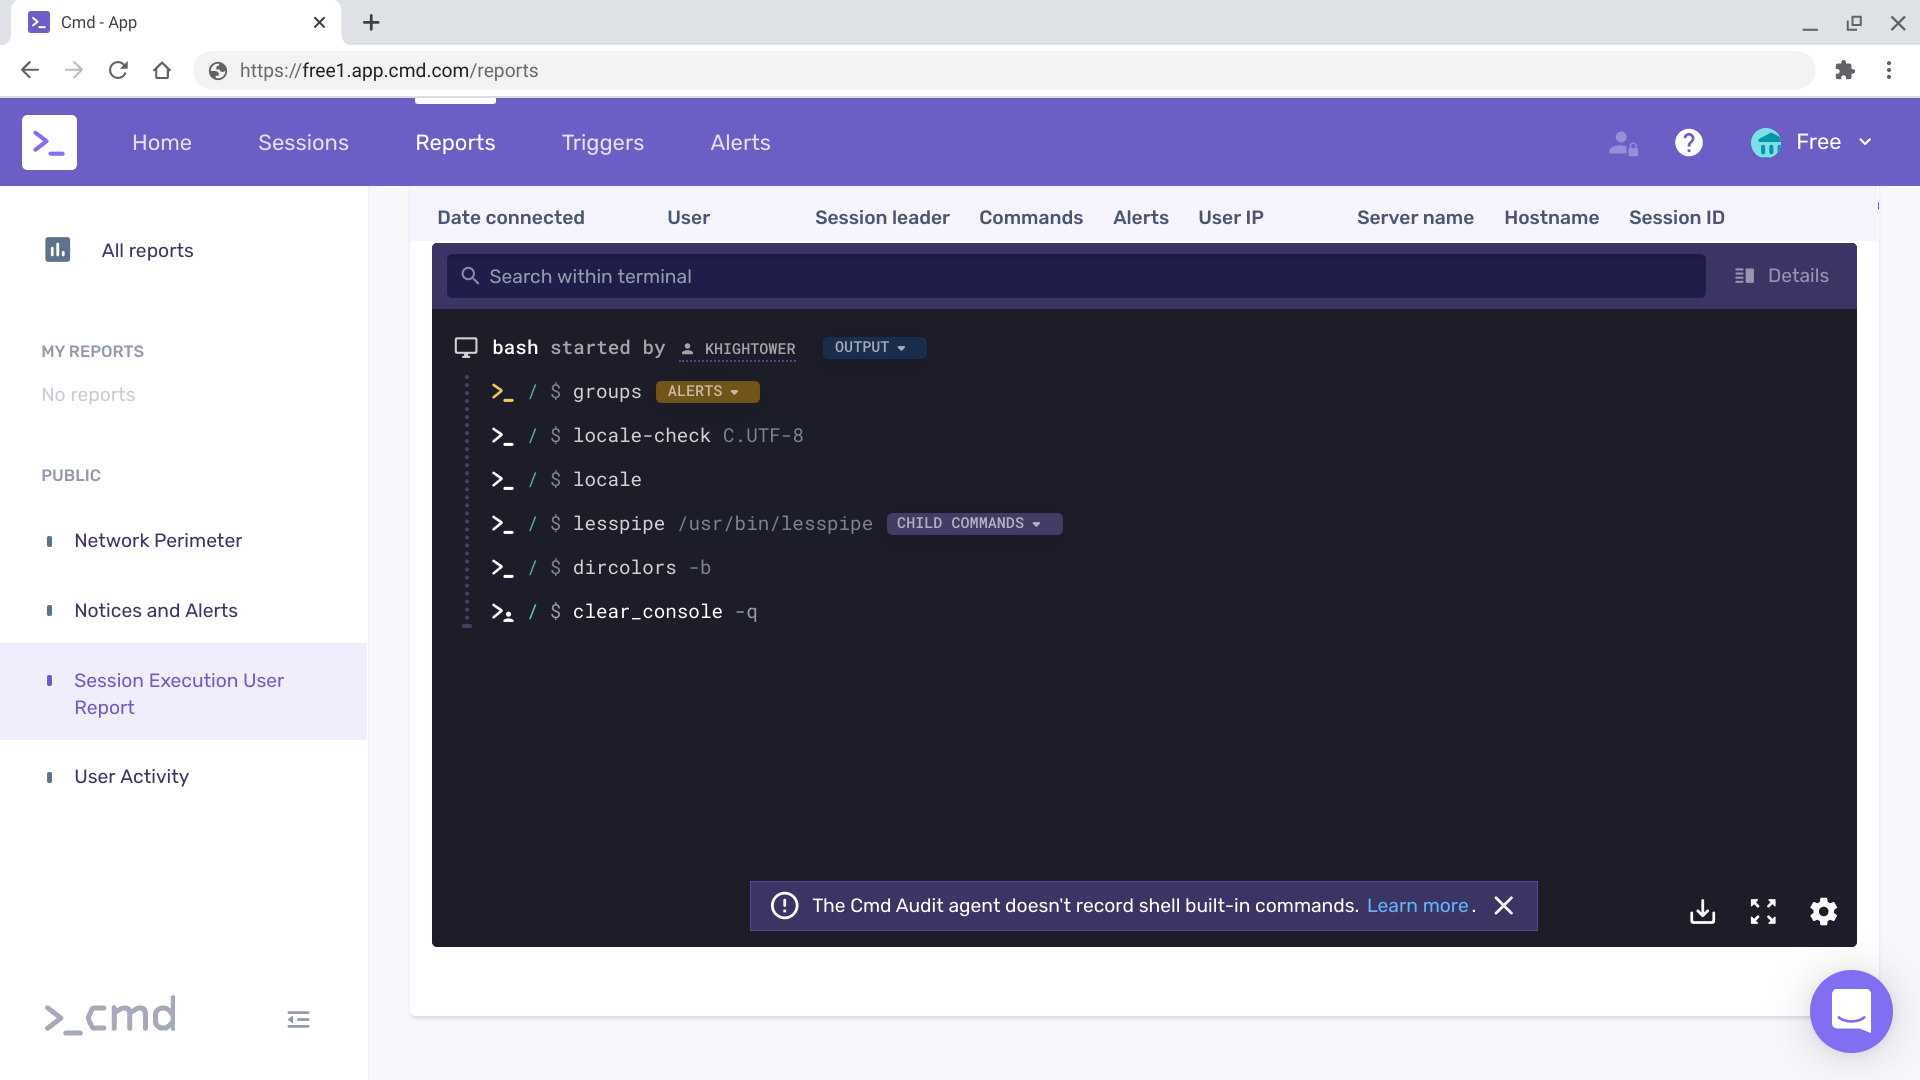 Cmd - App
https://free1.app.cmd.com/reports
Home Sessions Reports Triggers Alerts Free
All reports
MY REPORTS
No reports
PUBLIC
Network Perimeter
Notices and Alerts
Session Execution User
Report
User Activity
>_cmd
Date connected User Session leader Commands Alerts User IP Server name Hostname Session ID
Search within terminal Details
bash started by KHIGHTOWER OUTPUT
>_ / $ groups ALERTS
>_ / $ locale-check C.UTF-8
>_ / $ locale
>_ / $ lesspipe /usr/bin/lesspipe CHILD COMMANDS
>_ / $ dircolors -b
> / $ clear_console -q
The Cmd Audit agent doesn't record shell built-in commands. Learn more.